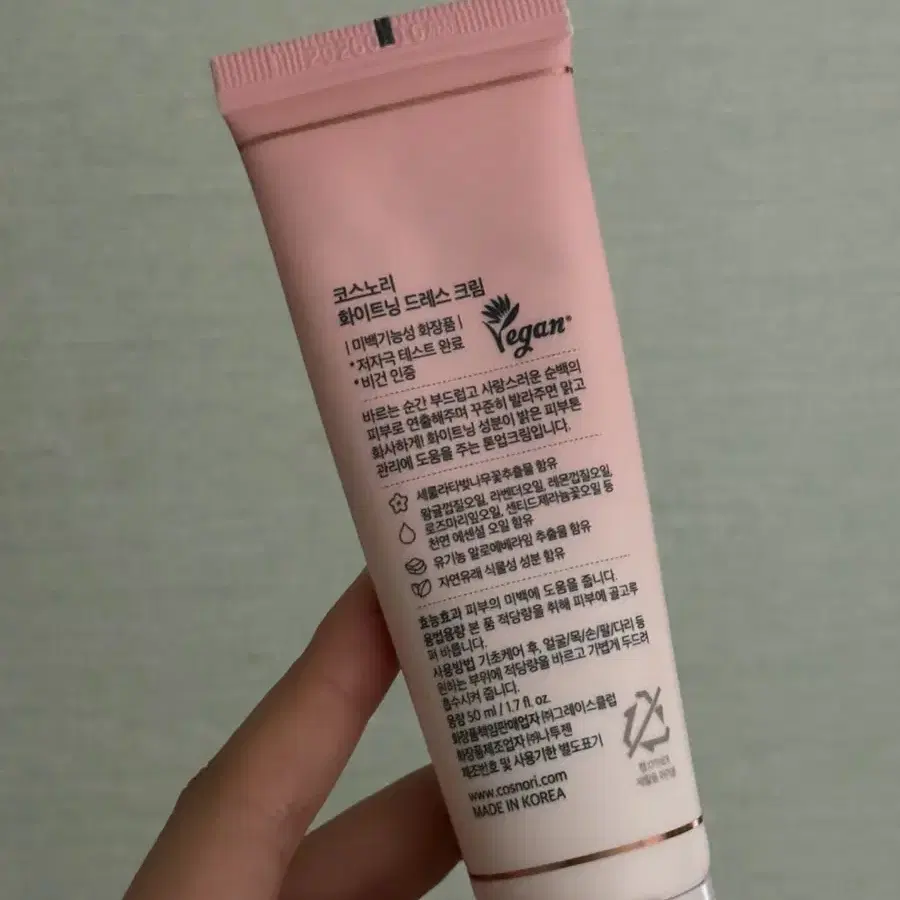 코스노리
화이트닝 드레스 크림
| 미백기능성 화장품 |
• 저자극 테스트 완료
• 비건 인증
Vegan®
바르는 순간 부드럽고 사랑스러운 순백의
피부로 연출해주며 꾸준히 발라주면 맑고
화사하게! 화이트닝 성분이 밝은 피부톤
관리에 도움을 주는 톤업크림입니다.
세룰라타벚나무꽃추출물 함유
왕귤껍질오일, 라벤더오일, 레몬껍질오일,
로즈마리잎오일, 센티드제라늄꽃오일 등
천연 에센셜 오일 함유
유기농 알로에베라잎 추출물 함유
자연유래 식물성 성분 함유
효능효과 피부의 미백에 도움을 줍니다.
용법용량 본 품 적당량을 취해 피부에 골고루
펴 바릅니다.
사용방법 기초케어 후, 얼굴/목/손/팔/다리 등
원하는 부위에 적당량을 바르고 가볍게 두드려
흡수시켜 줍니다.
용량 50 ml / 1.7 fl. oz.
화장품책임판매업자 ㈜그레이스클럽
화장품제조업자 ㈜나투젠
제조번호 및 사용기한 별도표기
www.cosnori.com
MADE IN KOREA